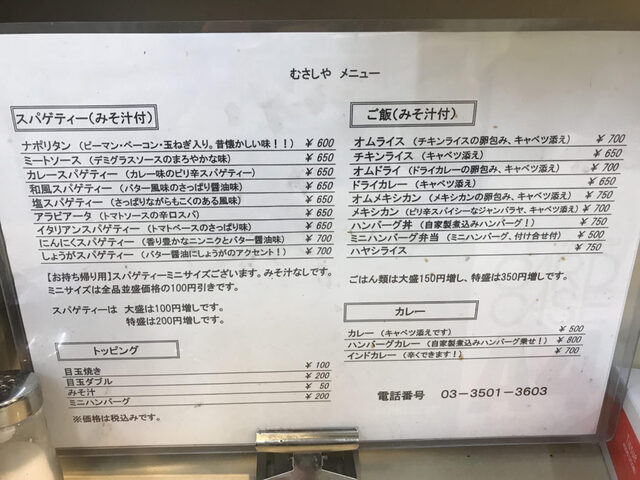 むさしや メニュー
スパゲティー(みそ汁付)
ナポリタン (ピーマン・ベーコン・玉ねぎ入り。昔懐かしい味!!) ¥ 600
ミートソース (デミグラスソースのまろやかな味) ¥ 650
カレースパゲティー (カレー味のピリ辛スパゲティー) ¥ 650
和風スパゲティー (バター風味のさっぱり醤油味) ¥ 650
塩スパゲティー (さっぱりながらもこくのある風味) ¥ 650
アラビアータ (トマトソースの辛口スパ) ¥ 650
イタリアンスパゲティー (トマトベースのさっぱり味) ¥ 650
にんにくスパゲティー (香り豊かなニンニクとバター醤油味) ¥ 700
しょうがスパゲティー (バター醤油にしょうがのアクセント!) ¥ 700
【お持ち帰り用】スパゲティーミニサイズございます。みそ汁なしです。
ミニサイズは全品並盛価格の100円引きです。
スパゲティーは 大盛は100円増しです。
特盛は200円増しです。
トッピング
目玉焼き ¥ 100
目玉ダブル ¥ 200
みそ汁 ¥ 50
ミニハンバーグ ¥ 200
※価格は税込みです。
ご飯(みそ汁付)
オムライス (チキンライスの卵包み、キャベツ添え) ¥ 700
チキンライス (キャベツ添え) ¥ 650
オムドライ (ドライカレーの卵包み、キャベツ添え) ¥ 700
ドライカレー (キャベツ添え) ¥ 650
オムメキシカン (メキシカンの卵包み、キャベツ添え) ¥ 750
メキシカン (ピリ辛スパイシーなジャンバラヤ、キャベツ添え) ¥ 700
ハンバーグ丼 (自家製煮込みハンバーグ!) ¥ 750
ミニハンバーグ弁当 (ミニハンバーグ、付け合せ付) ¥ 500
ハヤシライス ¥ 750
ごはん類は大盛150円増し、特盛は350円増しです。
カレー
カレー (キャベツ添えです) ¥ 500
ハンバーグカレー (自家製煮込みハンバーグ乗せ!) ¥ 800
インドカレー (辛くできます!) ¥ 700
電話番号 03-3501-3603